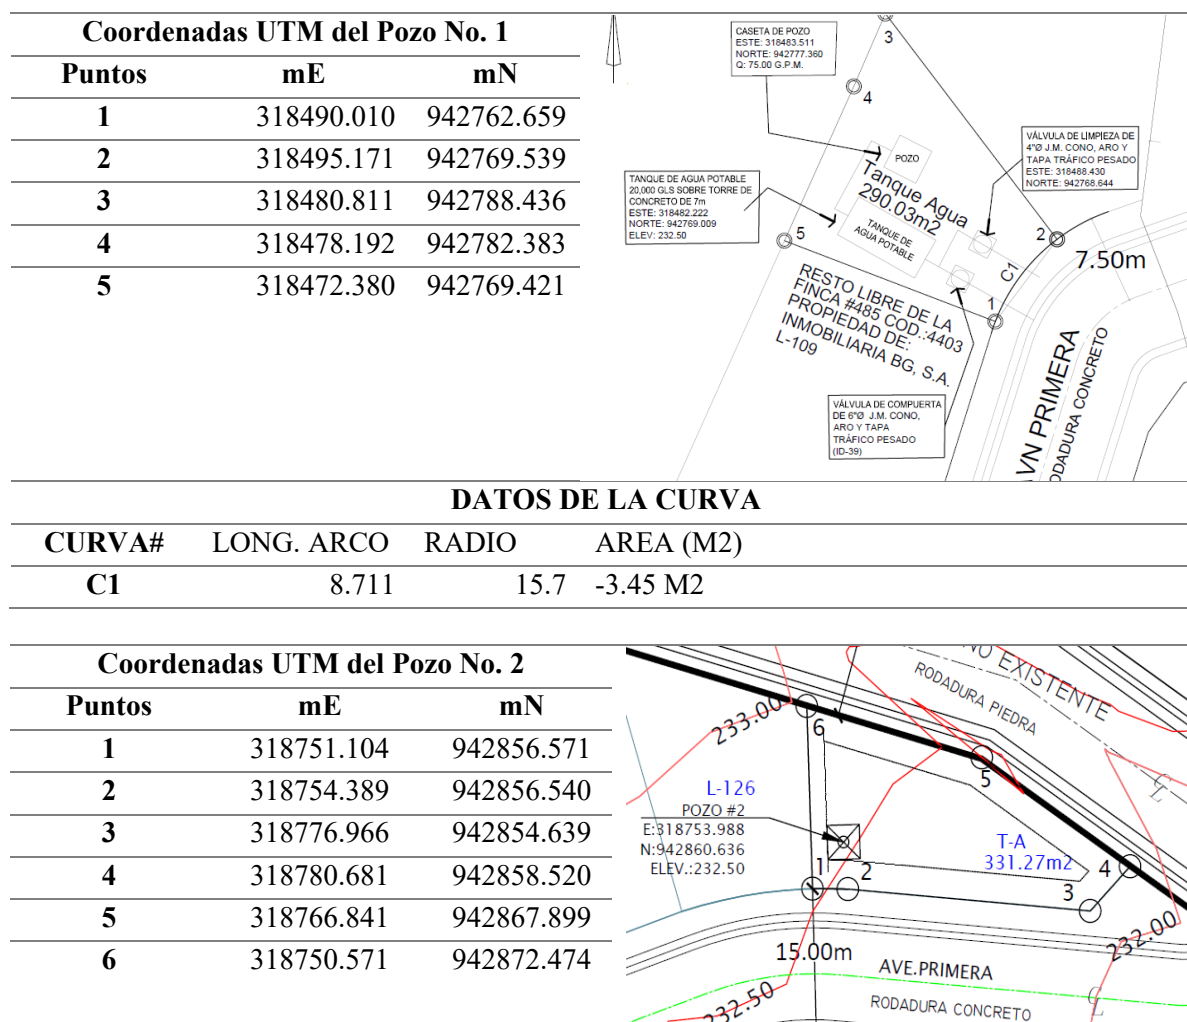 Coordenadas UTM del Pozo No. 1
Puntos mE mN
1 318490.010 942762.659
2 318495.171 942769.539
3 318480.811 942788.436
4 318478.192 942782.383
5 318472.380 942769.421
CASETA DE POZO
ESTE: 318483.511
NORTE: 942777.360
Q: 75.00 G.P.M.
3
4
VÁLVULA DE LIMPIEZA DE
4"Ø J.M. CONO, ARO Y
TAPA TRÁFICO PESADO
ESTE: 318488.430
NORTE: 942768.644
POZO
Tanque Agua
290.03m2
TANQUE DE AGUA POTABLE
20,000 GLS SOBRE TORRE DE
CONCRETO DE 7m
ESTE: 318482.222
NORTE: 942769.009
ELEV: 232.50
TANQUE DE
AGUA POTABLE
5
2
7.50m
C1
1
RESTO LIBRE DE LA
FINCA #485 COD.:4403
PROPIEDAD DE:
INMOBILIARIA BG, S.A.
L-109
VÁLVULA DE COMPUERTA
DE 6"Ø J.M. CONO,
ARO Y TAPA
TRÁFICO PESADO
(ID-39)
VN PRIMERA
ODADURA CONCRETO
DATOS DE LA CURVA
CURVA# LONG. ARCO RADIO AREA (M2)
C1 8.711 15.7 -3.45 M2
Coordenadas UTM del Pozo No. 2
Puntos mE mN
1 318751.104 942856.571
2 318754.389 942856.540
3 318776.966 942854.639
4 318780.681 942858.520
5 318766.841 942867.899
6 318750.571 942872.474
NO EXISTENTE
RODADURA PIEDRA
233.00
6
5
CL
L-126
POZO #2
E:318753.988
N:942860.636
ELEV.:232.50
T-A
331.27m2
4
1
2
3
232.00
15.00m
AVE.PRIMERA
CL
RODADURA CONCRETO
232.50